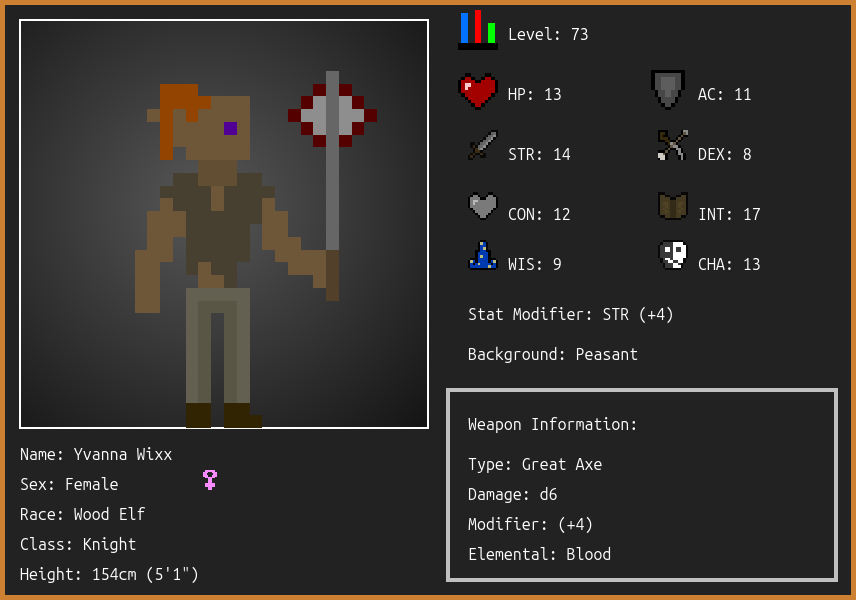 Level: 73
HP: 13
AC: 11
STR: 14
DEX: 8
CON: 12
INT: 17
WIS: 9
CHA: 13
Stat Modifier: STR (+4)
Background: Peasant
Weapon Information:
Type: Great Axe
Damage: d6
Modifier: (+4)
Elemental: Blood
Name: Yvanna Wixx
Sex: Female
Race: Wood Elf
Class: Knight
Height: 154cm (5'1")